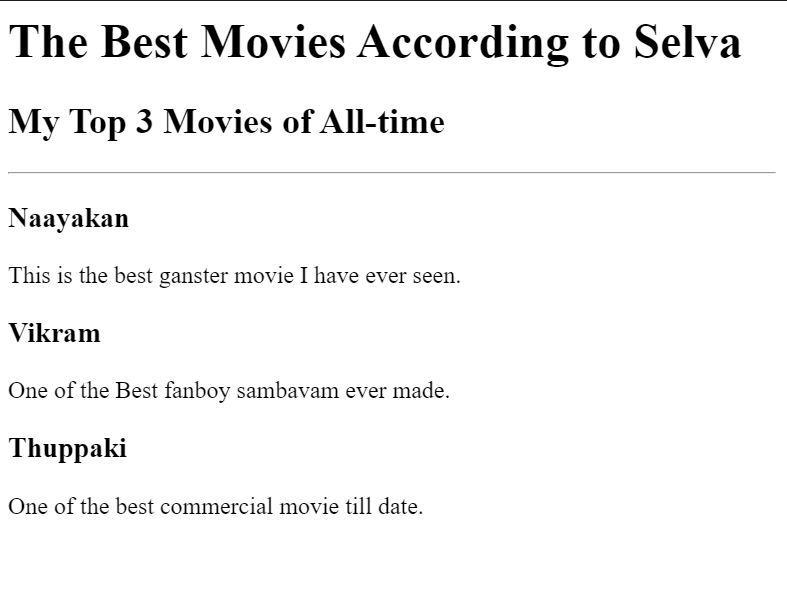 The Best Movies According to Selva
My Top 3 Movies of All-time
Naayakan
This is the best ganster movie I have ever seen.
Vikram
One of the Best fanboy sambavam ever made.
Thuppaki
One of the best commercial movie till date.